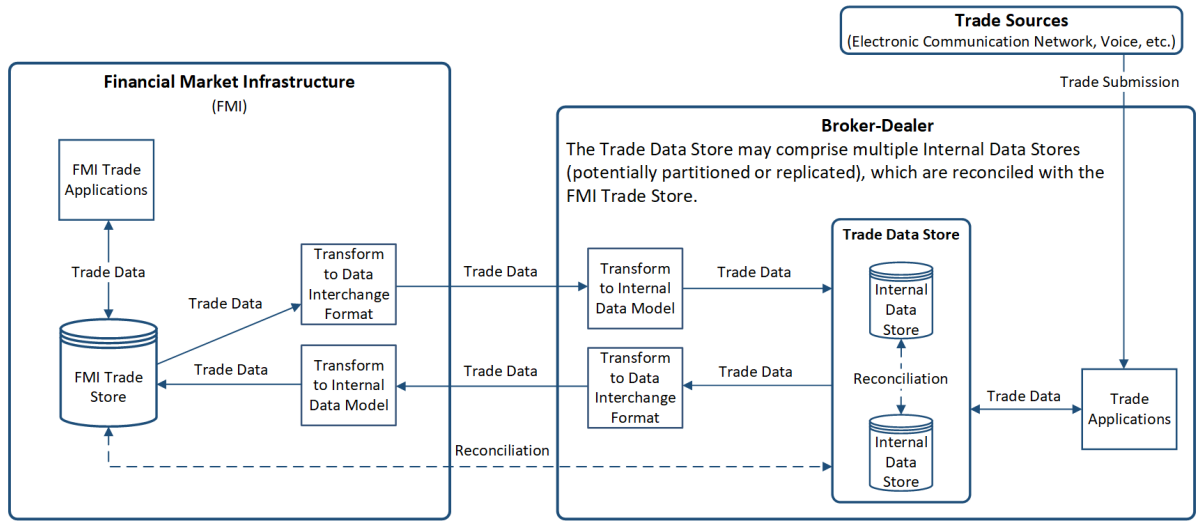 Trade Sources
(Electronic Communication Network, Voice, etc.)
Financial Market Infrastructure
(FMI)
Trade Submission
Broker-Dealer
The Trade Data Store may comprise multiple Internal Data Stores
(potentially partitioned or replicated), which are reconciled with the
FMI Trade Store.
FMI Trade
Applications
Trade Data
Transform
to Data
Interchange
Format
Trade Data
Trade Data
Transform
to Internal
Data Model
Trade Data
Trade Data Store
Internal
Data
Store
FMI Trade
Store
Trade Data
Transform
to Internal
Data Model
Trade Data
Transform
to Data
Interchange
Format
Trade Data
Reconciliation
Internal
Data
Store
Trade Data
Trade
Applications
Reconciliation